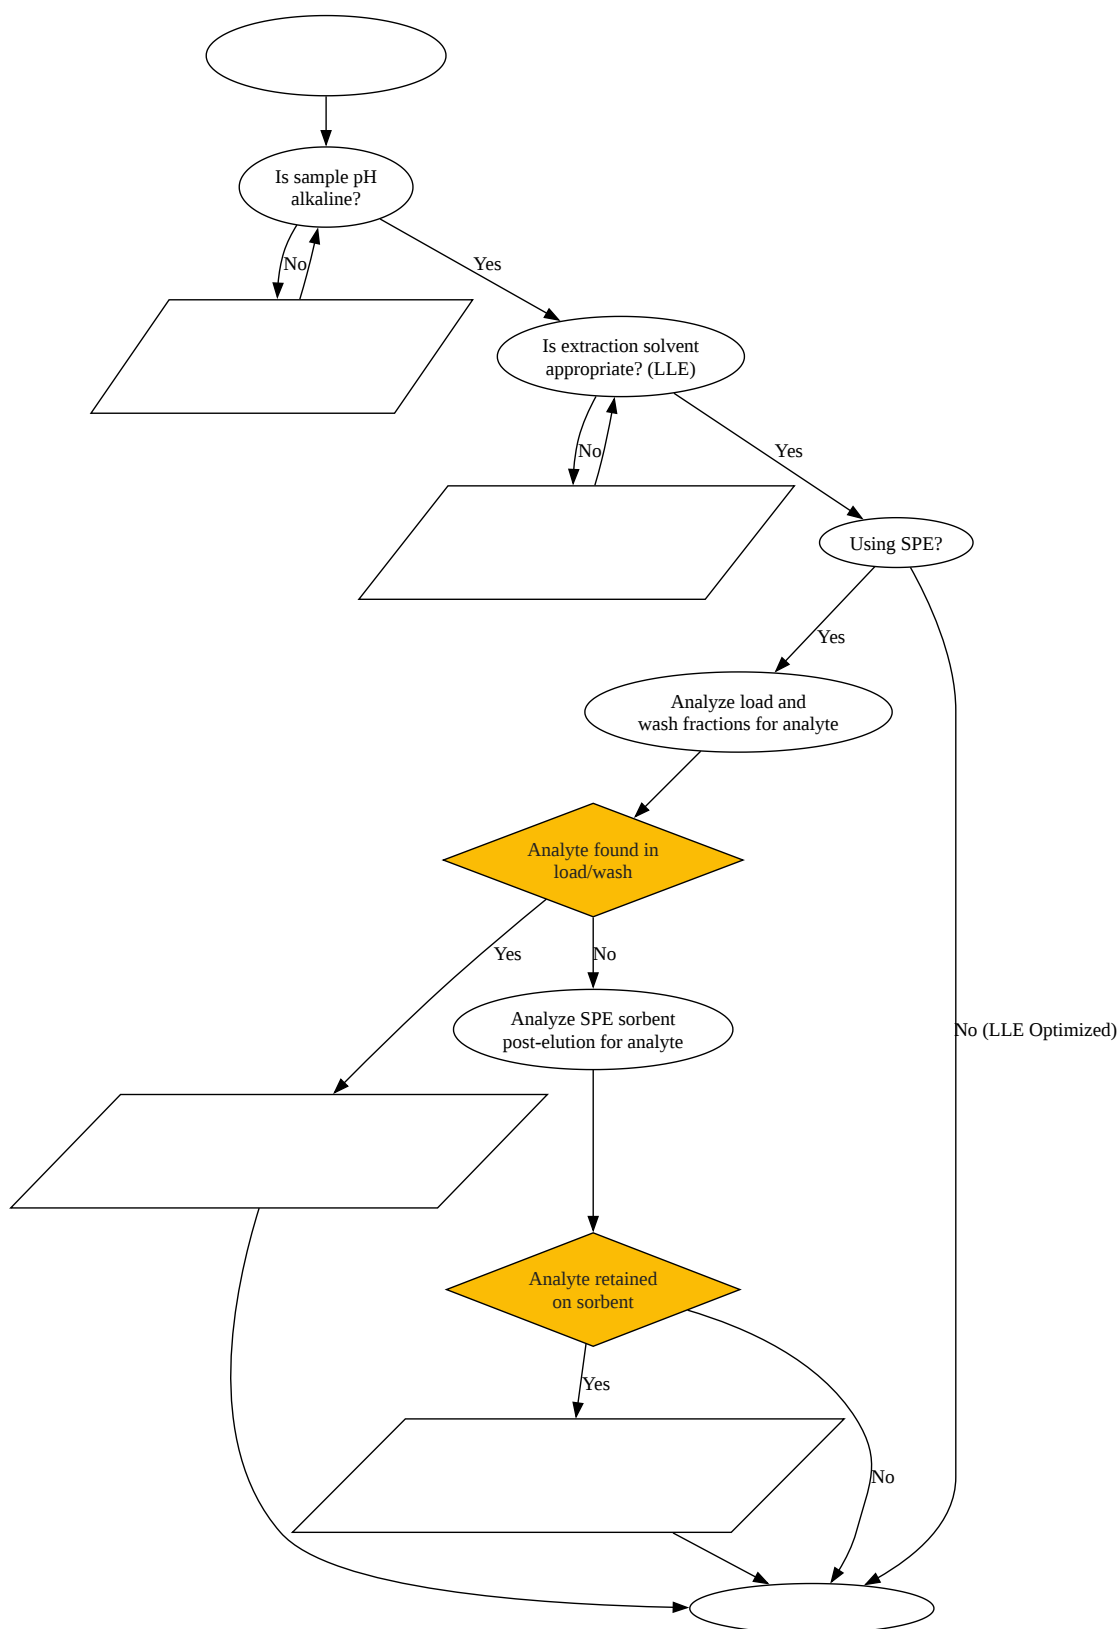 Is sample pH
alkaline?
No
Yes
Is extraction solvent
appropriate? (LLE)
No
Yes
Using SPE?
Yes
Analyze load and
wash fractions for analyte
Analyte found in
load/wash
Yes
No
Analyze SPE sorbent
post-elution for analyte
No (LLE Optimized)
Analyte retained
on sorbent
Yes
No